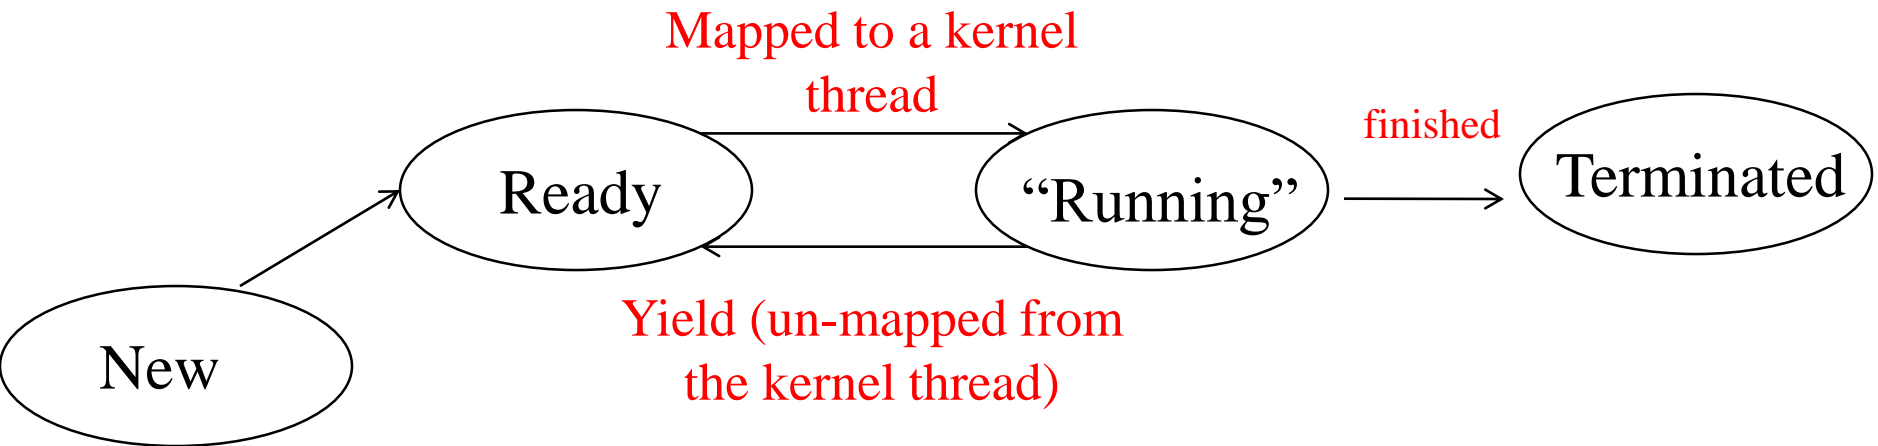 Mapped to a kernel
thread
finished
Ready
“Running”
Terminated
Yield (un-mapped from
the kernel thread)
New